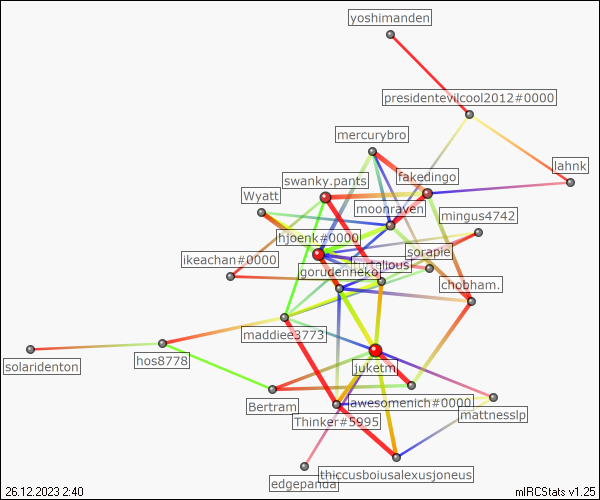 yoshimanden
presidentevilcool2012#0000
mercurybro
lahnk
fakedingo
swanky.pants
Wyatt
moonraven
mingus4742
hjoenk#0000
sorapie
ikeachan#0000
turtalious
gorudenneko
chobham.
maddiee3773
hos8778
solaridenton
juketm
awesomenich#0000
Bertram
mattnesslp
Thinker#5995
thiccusboiusalexusjoneus
edgepanda
26.12.2023 2:40
mIRCStats v1.25